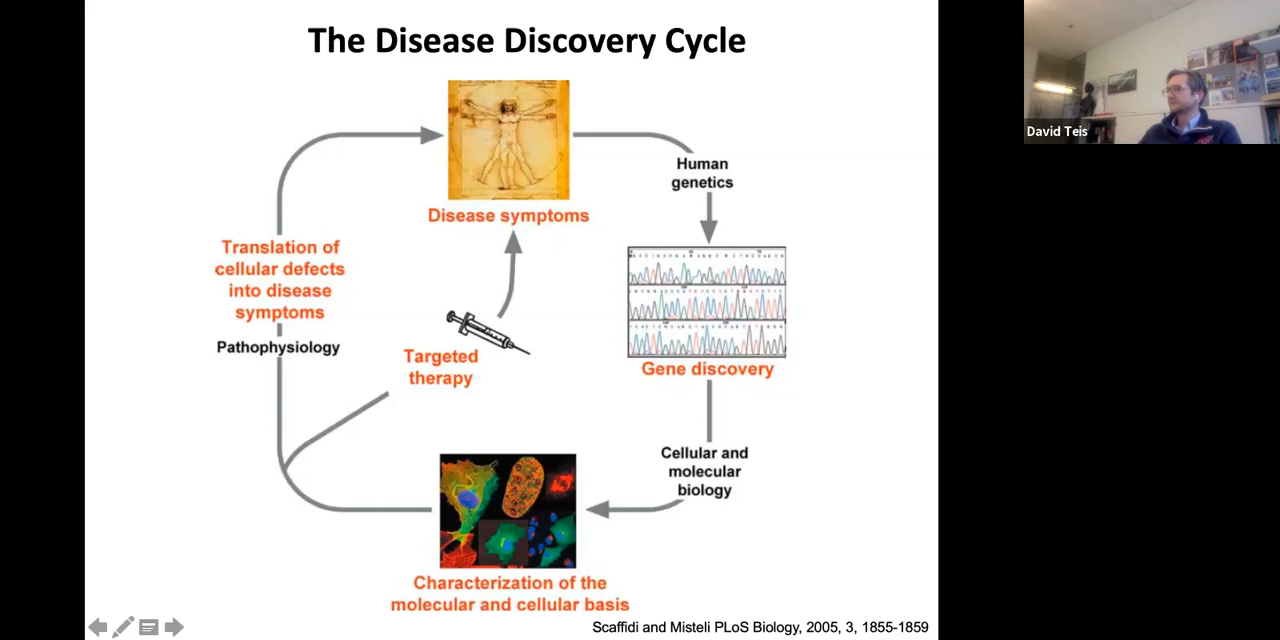 The Disease Discovery Cycle
David Teis
Human
genetics
Disease symptoms
Translation of
cellular defects
into disease
symptoms
Pathophysiology
Targeted
therapy
Gene discovery
Cellular and
molecular
biology
Characterization of the
molecular and cellular basis
Scaffidi and Misteli PLoS Biology, 2005, 3, 1855-1859